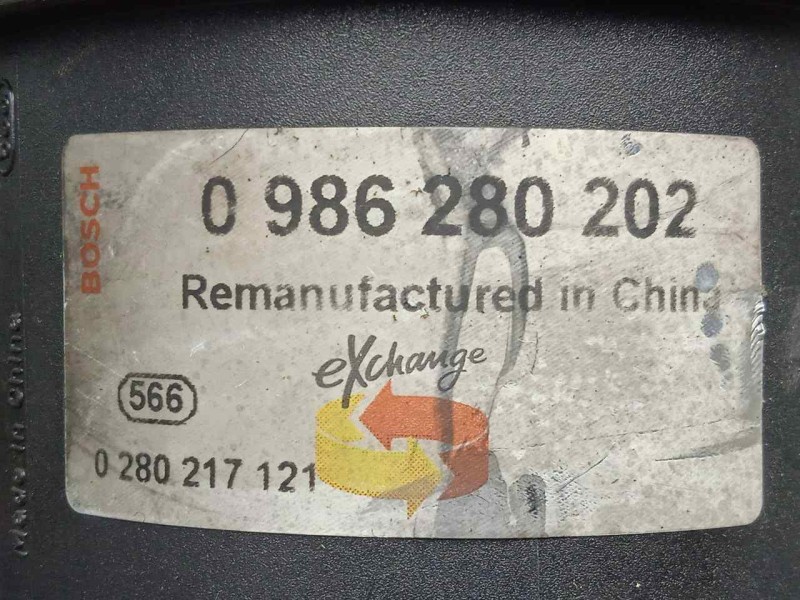 BOSCH
0 986 280 202
Remanufactured in China
eXchange
566
0 280 217 121
Made in China